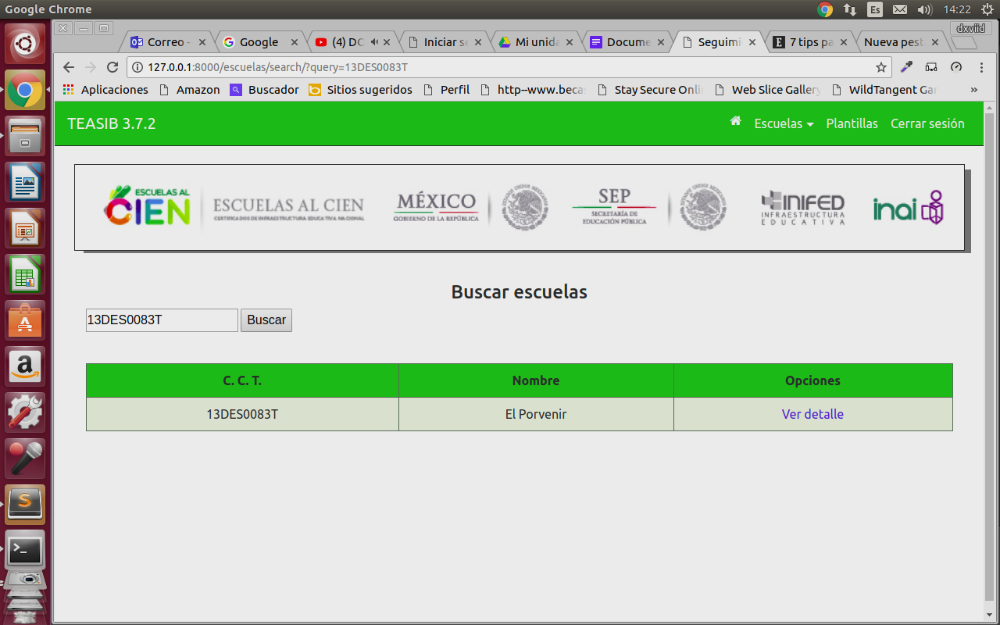 Google Chrome
Es
14:22
dxviid
Correo -
Google
(4) DC
Iniciar se
Mi unida
Docume
Seguimi
7 tips pa
Nueva pest
127.0.0.1:8000/escuelas/search/?query=13DES0083T
Aplicaciones
Amazon
Buscador
Sitios sugeridos
Perfil
http--www.beca
Stay Secure Onli
Web Slice Gallery
WildTangent Gar
»
TEASIB 3.7.2
Escuelas
Plantillas
Cerrar sesión
ESCUELAS AL
CIEN
ESCUELAS AL CIEN
CERTIFICADOS DE INFRAESTRUCTURA EDUCATIVA NACIONAL
MÉXICO
GOBIERNO DE LA REPÚBLICA
SEP
SECRETARÍA DE
EDUCACIÓN PÚBLICA
INIFED
INFRAESTRUCTURA
EDUCATIVA
inai
Buscar escuelas
13DES0083T
Buscar
C. C. T.
Nombre
Opciones
13DES0083T
El Porvenir
Ver detalle